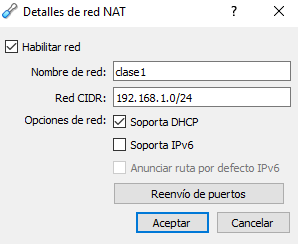 Detalles de red NAT
Habilitar red
Nombre de red: clase1
Red CIDR: 192.168.1.0/24
Opciones de red: Soporta DHCP
Soporta IPv6
Anunciar ruta por defecto IPv6
Reenvío de puertos
Aceptar Cancelar